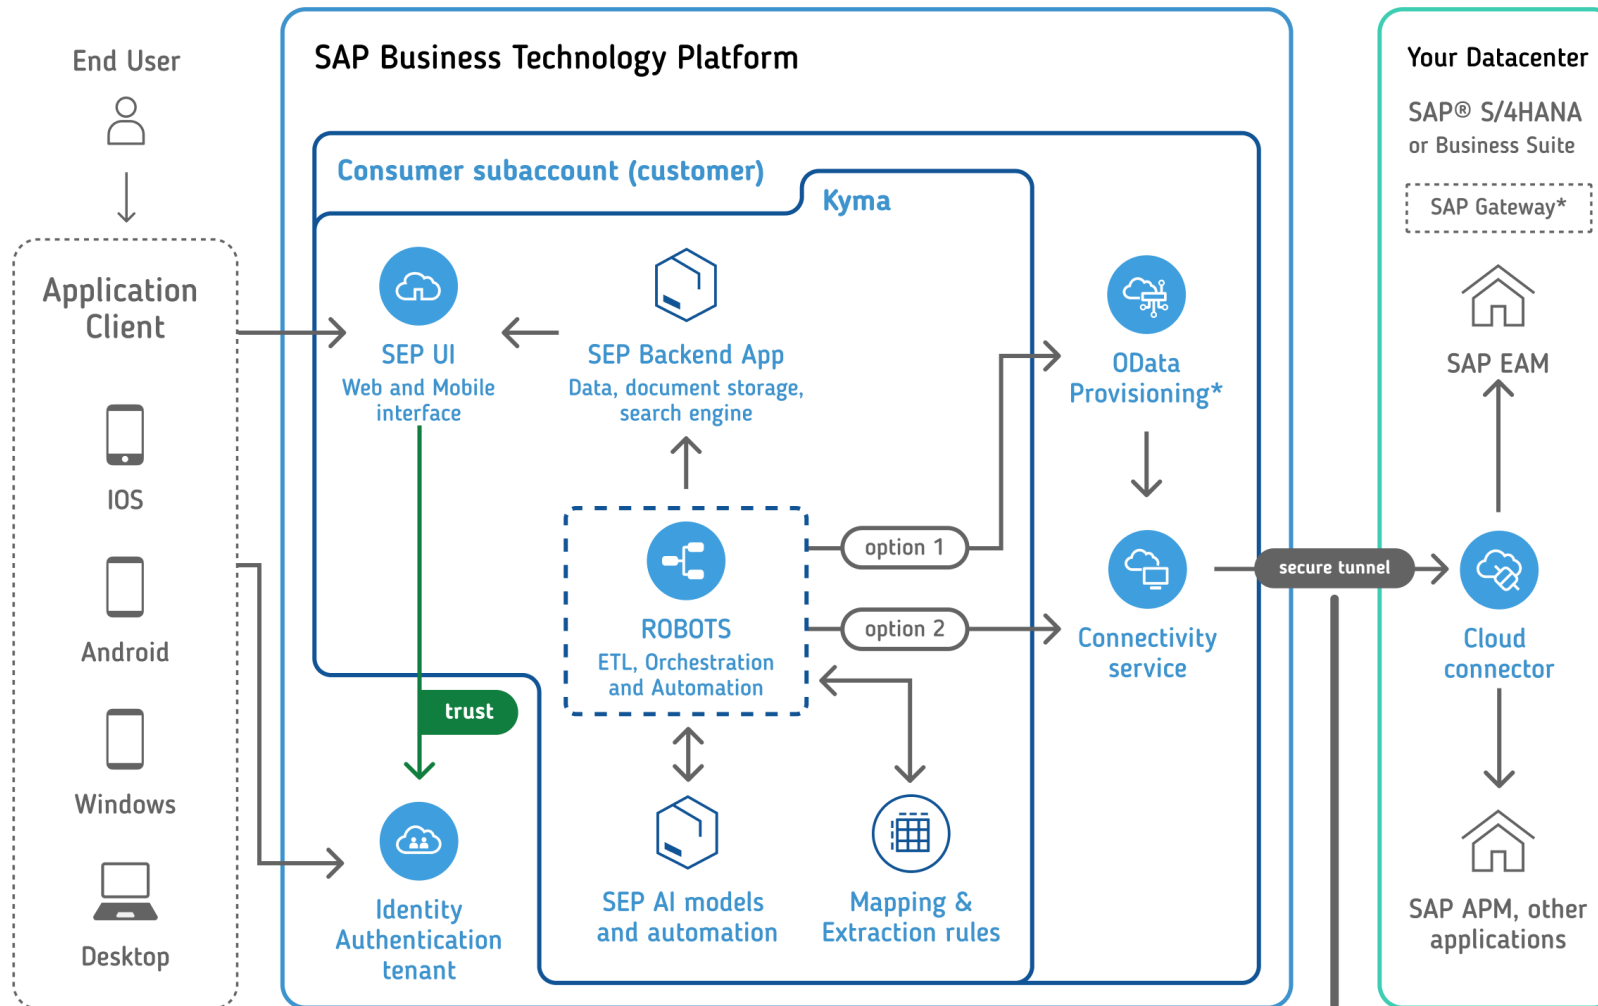 End User
Application
Client
IOS
Android
Windows
Desktop
SAP Business Technology Platform
Consumer subaccount (customer)
Kyma
SEP UI
Web and Mobile
interface
SEP Backend App
Data, document storage,
search engine
OData
Provisioning*
option 1
option 2
ROBOTS
ETL, Orchestration
and Automation
Connectivity
service
secure tunnel
trust
Identity
Authentication
tenant
SEP AI models
and automation
Mapping &
Extraction rules
Your Datacenter
SAP® S/4HANA
or Business Suite
SAP Gateway*
SAP EAM
Cloud
connector
SAP APM, other
applications